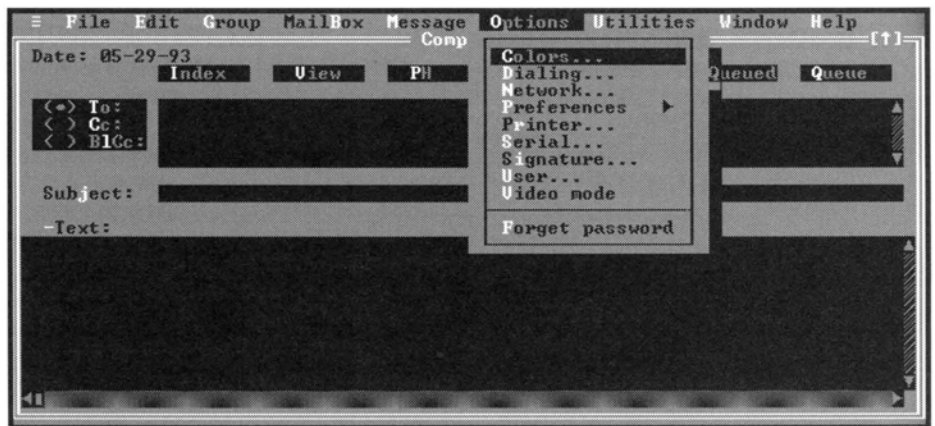 ≡ File Edit Group MailBox Message Options Utilities Window Help
Comp [↑]
Date: 05-29-93
Index View PH Queued Queue
To:
Cc:
BlCc:
Subject:
-Text:
Colors...
Dialing...
Network...
Preferences ►
Printer...
Serial...
Signature...
User...
Video mode
Forget password